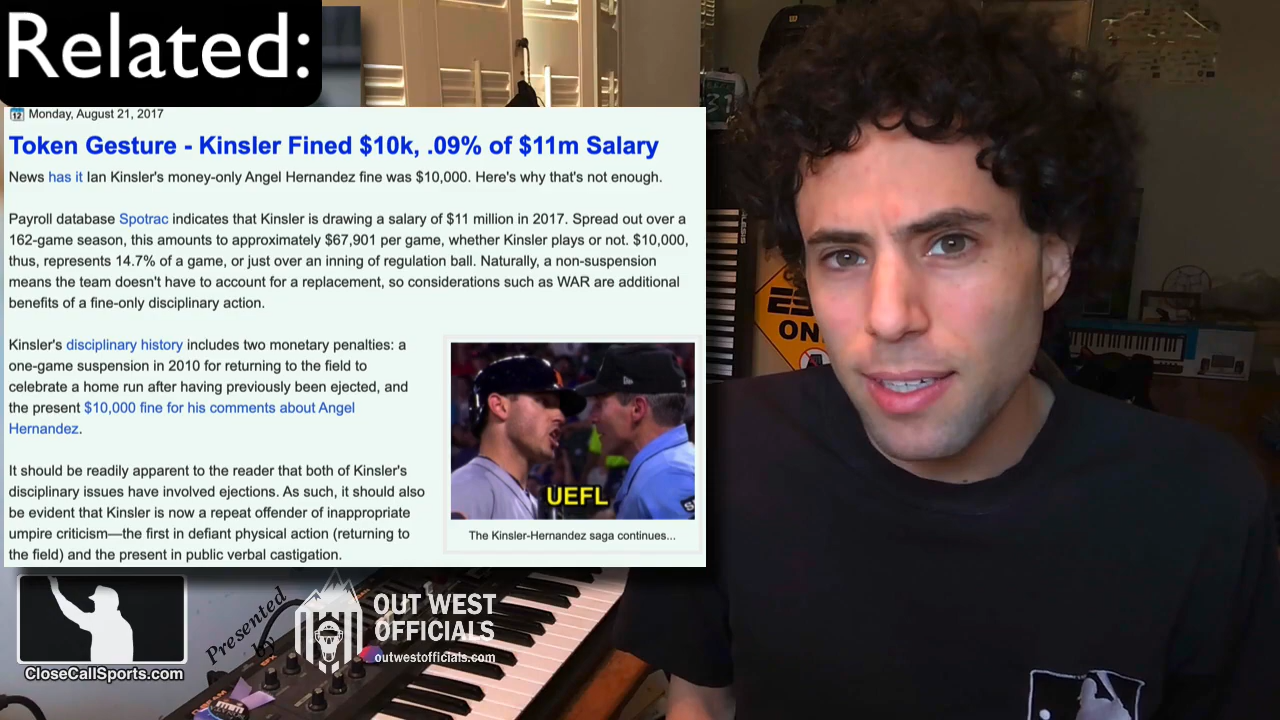 Related:
Monday, August 21, 2017
Token Gesture - Kinsler Fined $10k, .09% of $11m Salary
News has it Ian Kinsler's money-only Angel Hernandez fine was $10,000. Here's why that's not enough.
Payroll database Spotrac indicates that Kinsler is drawing a salary of $11 million in 2017. Spread out over a
162-game season, this amounts to approximately $67,901 per game, whether Kinsler plays or not. $10,000,
thus, represents 14.7% of a game, or just over an inning of regulation ball. Naturally, a non-suspension
means the team doesn't have to account for a replacement, so considerations such as WAR are additional
benefits of a fine-only disciplinary action.
Kinsler's disciplinary history includes two monetary penalties: a
one-game suspension in 2010 for returning to the field to
celebrate a home run after having previously been ejected, and
the present $10,000 fine for his comments about Angel
Hernandez.
It should be readily apparent to the reader that both of Kinsler's
disciplinary issues have involved ejections. As such, it should also
be evident that Kinsler is now a repeat offender of inappropriate
umpire criticism—the first in defiant physical action (returning to
the field) and the present in public verbal castigation.
UEFL
The Kinsler-Hernandez saga continues...
CloseCallSports.com
Presented
by
OUT WEST
OFFICIALS
outwestofficials.com
ALESIS
ON
31